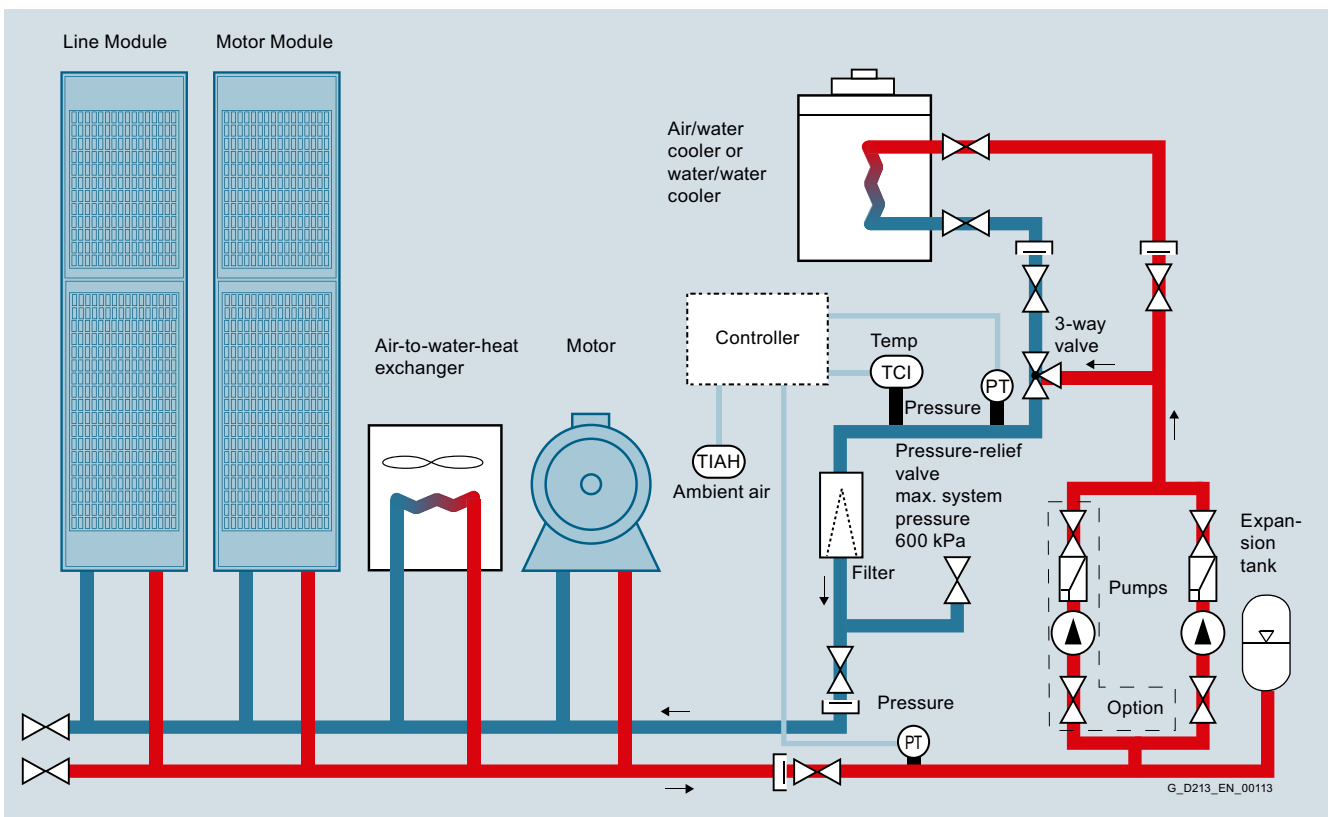 Line Module
Motor Module
Air/water
cooler or
water/water
cooler
Air-to-water-heat
exchanger
Motor
Controller
Temp
TCI
PT
Pressure
3-way
valve
TIAH
Ambient air
Pressure-relief
valve
max. system
pressure
600 kPa
Filter
Expan-
sion
tank
Pumps
Option
Pressure
PT
G_D213_EN_00113